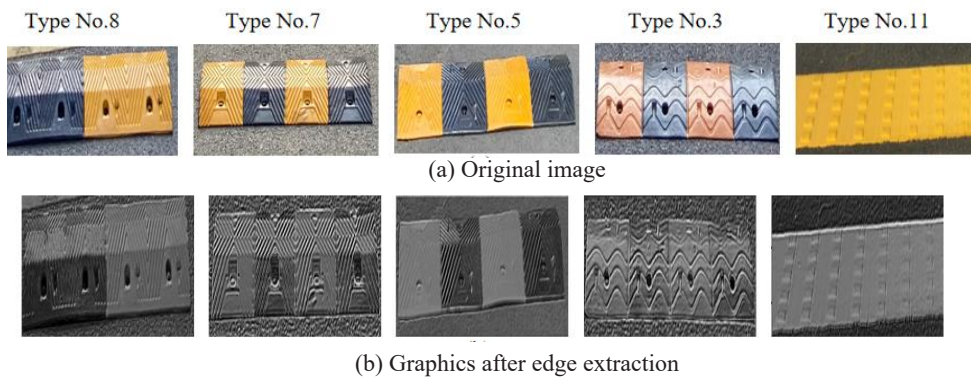 Type No.8 Type No.7 Type No.5 Type No.3 Type No.11
(a) Original image
(b) Graphics after edge extraction